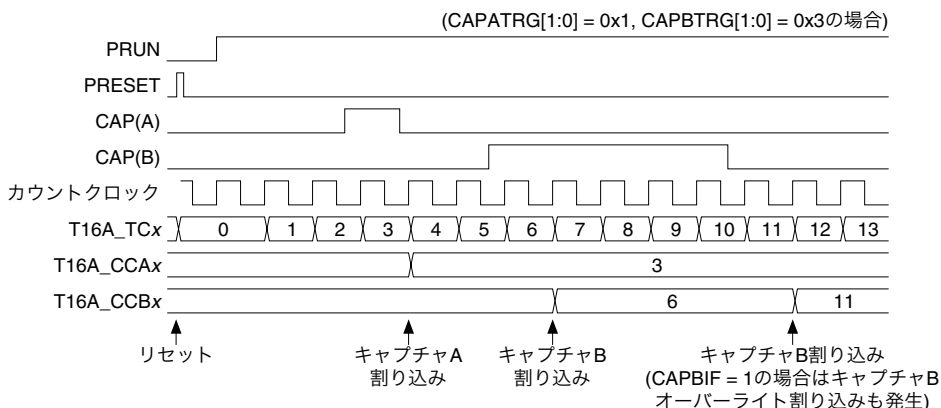 (CAPATRG[1:0] = 0x1, CAPBTRG[1:0] = 0x3の場合)
PRUN
PRESET
CAP(A)
CAP(B)
カウントクロック
T16A_TCx 0 1 2 3 4 5 6 7 8 9 10 11 12 13
T16A_CCAx 3
T16A_CCBx 6 11
リセット キャプチャA キャプチャB キャプチャB割り込み
割り込み 割り込み (CAPBIF = 1の場合はキャプチャB
オーバーライト割り込みも発生)